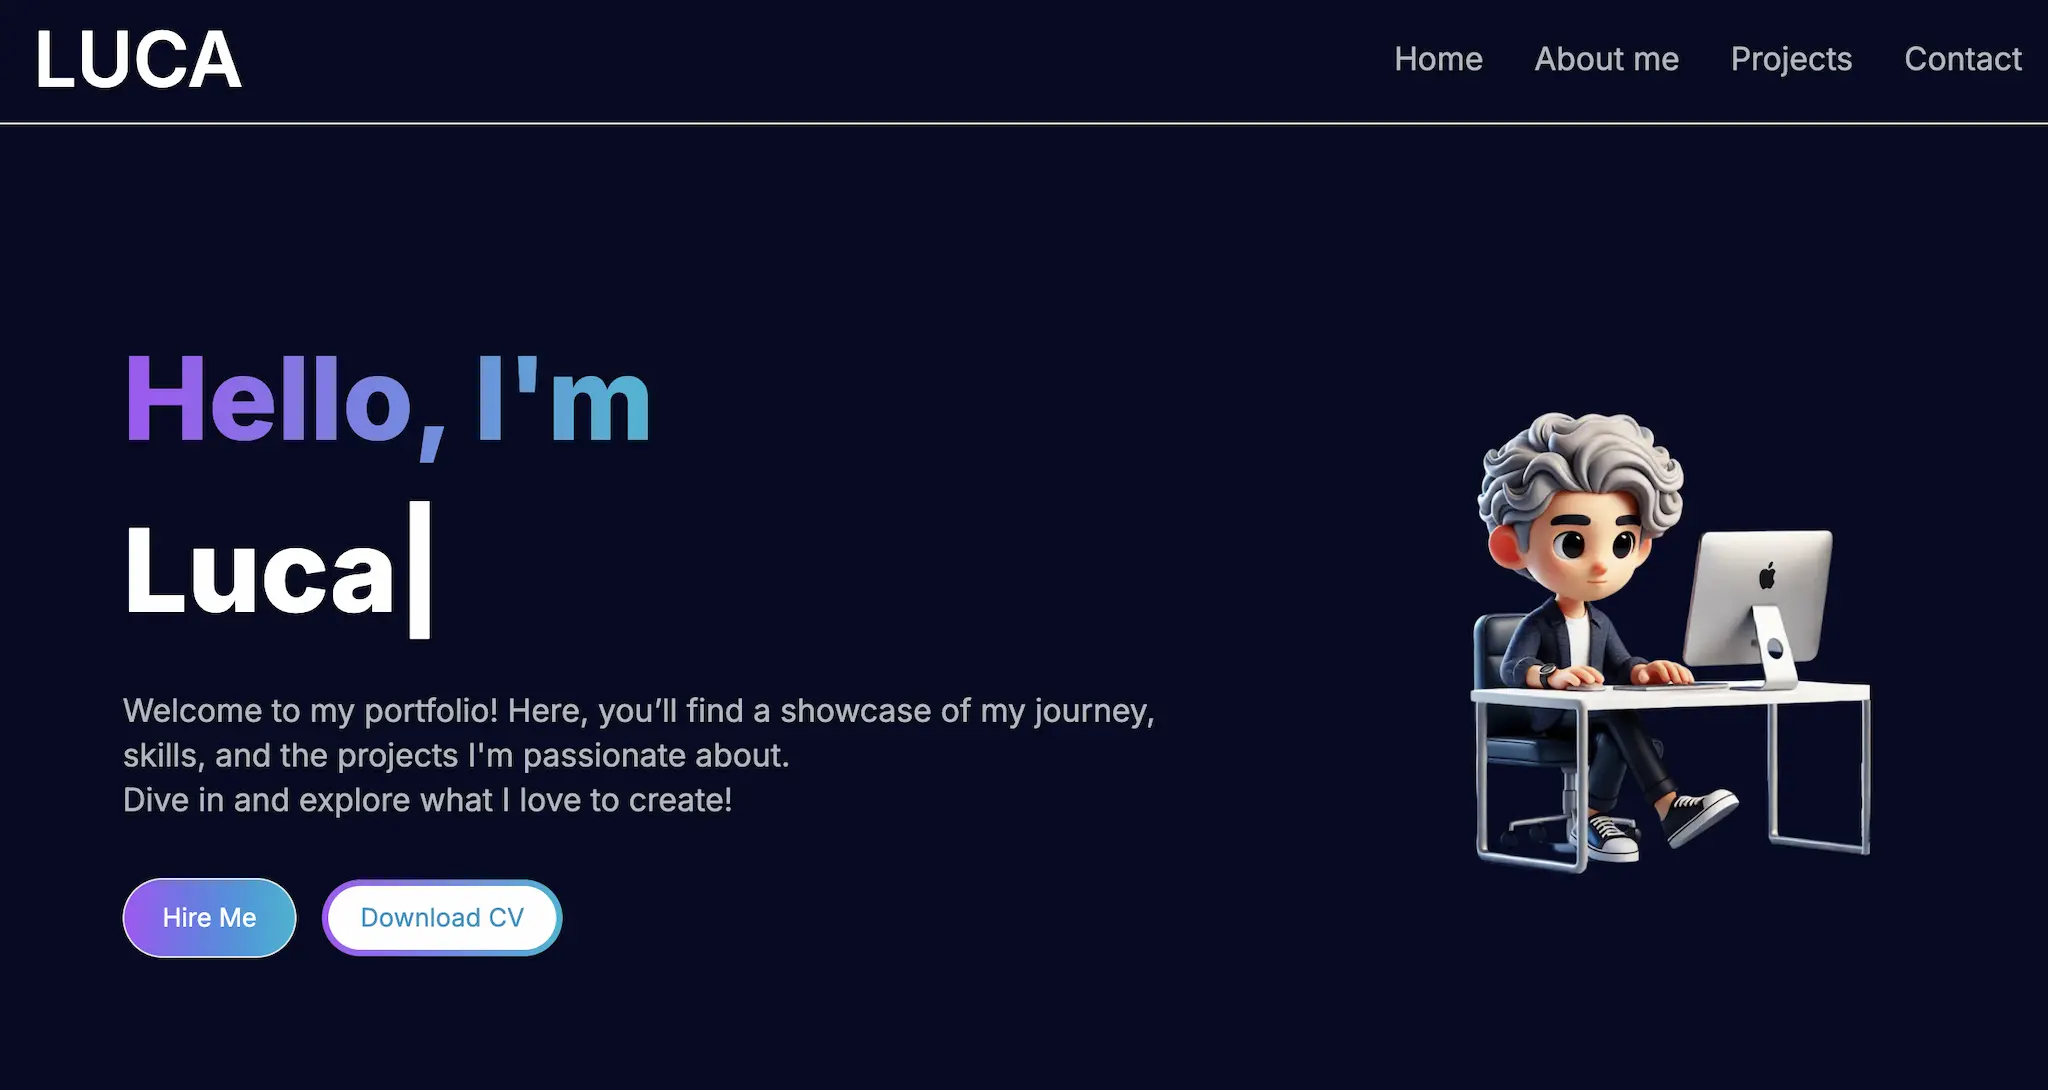 LUCA
Home About me Projects Contact
Hello, I'm
Luca
Welcome to my portfolio! Here, you’ll find a showcase of my journey,
skills, and the projects I'm passionate about.
Dive in and explore what I love to create!
Hire Me Download CV